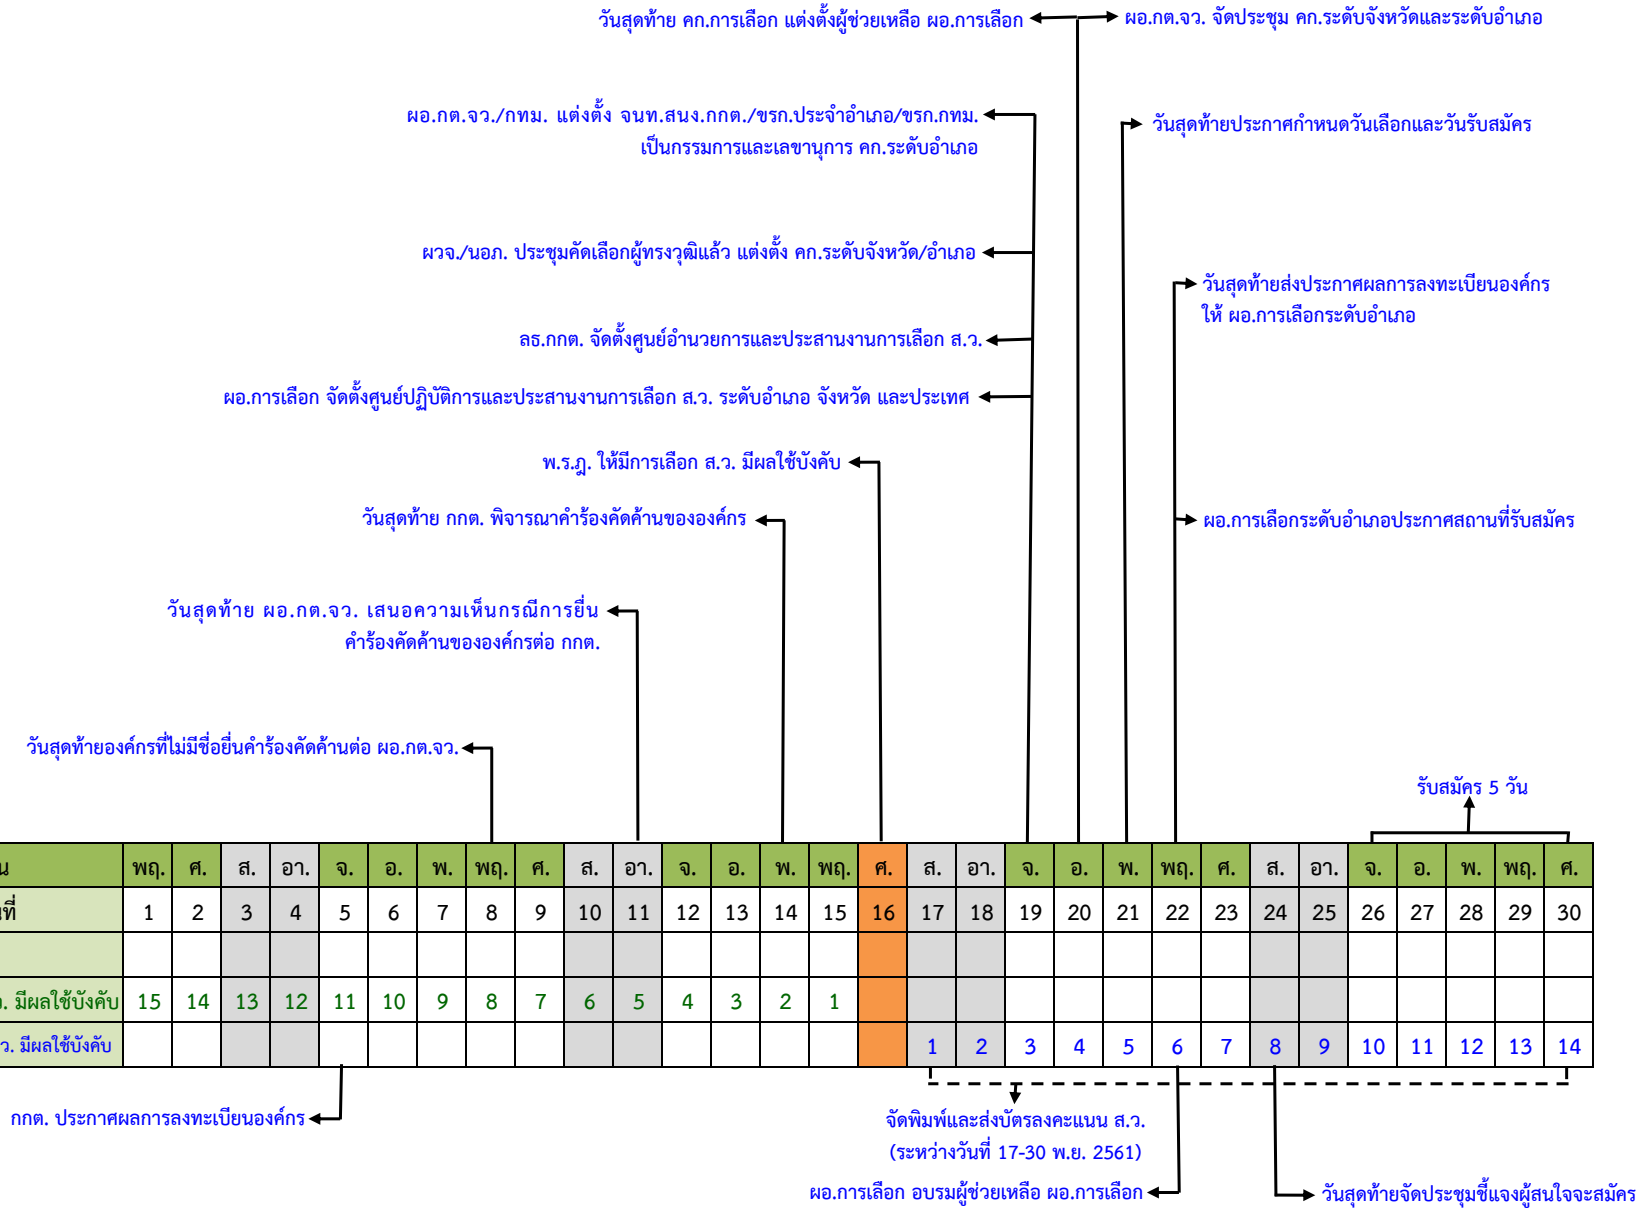 วันสุดท้าย คก.การเลือก แต่งตั้งผู้ช่วยเหลือ ผอ.การเลือก
ผอ.กต.จว. จัดประชุม คก.ระดับจังหวัดและระดับอำเภอ
ผอ.กต.จว./กทม. แต่งตั้ง จนท.สนง.กกต./ขรก.ประจำอำเภอ/ขรก.กทม.
เป็นกรรมการและเลขานุการ คก.ระดับอำเภอ
วันสุดท้ายประกาศกำหนดวันเลือกและวันรับสมัคร
ผวจ./นอภ. ประชุมคัดเลือกผู้ทรงวุฒิแล้ว แต่งตั้ง คก.ระดับจังหวัด/อำเภอ
วันสุดท้ายส่งประกาศผลการลงทะเบียนองค์กร
ให้ ผอ.การเลือกระดับอำเภอ
ลธ.กกต. จัดตั้งศูนย์อำนวยการและประสานงานการเลือก ส.ว.
ผอ.การเลือก จัดตั้งศูนย์ปฏิบัติการและประสานงานการเลือก ส.ว. ระดับอำเภอ จังหวัด และประเทศ
พ.ร.ฎ. ให้มีการเลือก ส.ว. มีผลใช้บังคับ
วันสุดท้าย กกต. พิจารณาคำร้องคัดค้านขององค์กร
ผอ.การเลือกระดับอำเภอประกาศสถานที่รับสมัคร
วันสุดท้าย ผอ.กต.จว. เสนอความเห็นกรณีการยื่น
คำร้องคัดค้านขององค์กรต่อ กกต.
วันสุดท้ายองค์กรที่ไม่มีชื่อยื่นคำร้องคัดค้านต่อ ผอ.กต.จว.
รับสมัคร 5 วัน
น พฤ. ศ. ส. อา. จ. อ. พ. พฤ. ศ. ส. อา. จ. อ. พ. พฤ. ศ. ส. อา. จ. อ. พ. พฤ. ศ. ส. อา. จ. อ. พ. พฤ. ศ.
นที่ 1 2 3 4 5 6 7 8 9 10 11 12 13 14 15 16 17 18 19 20 21 22 23 24 25 26 27 28 29 30
ว. มีผลใช้บังคับ 15 14 13 12 11 10 9 8 7 6 5 4 3 2 1
ว. มีผลใช้บังคับ 1 2 3 4 5 6 7 8 9 10 11 12 13 14
กกต. ประกาศผลการลงทะเบียนองค์กร
จัดพิมพ์และส่งบัตรลงคะแนน ส.ว.
(ระหว่างวันที่ 17-30 พ.ย. 2561)
ผอ.การเลือก อบรมผู้ช่วยเหลือ ผอ.การเลือก
วันสุดท้ายจัดประชุมชี้แจงผู้สนใจจะสมัคร